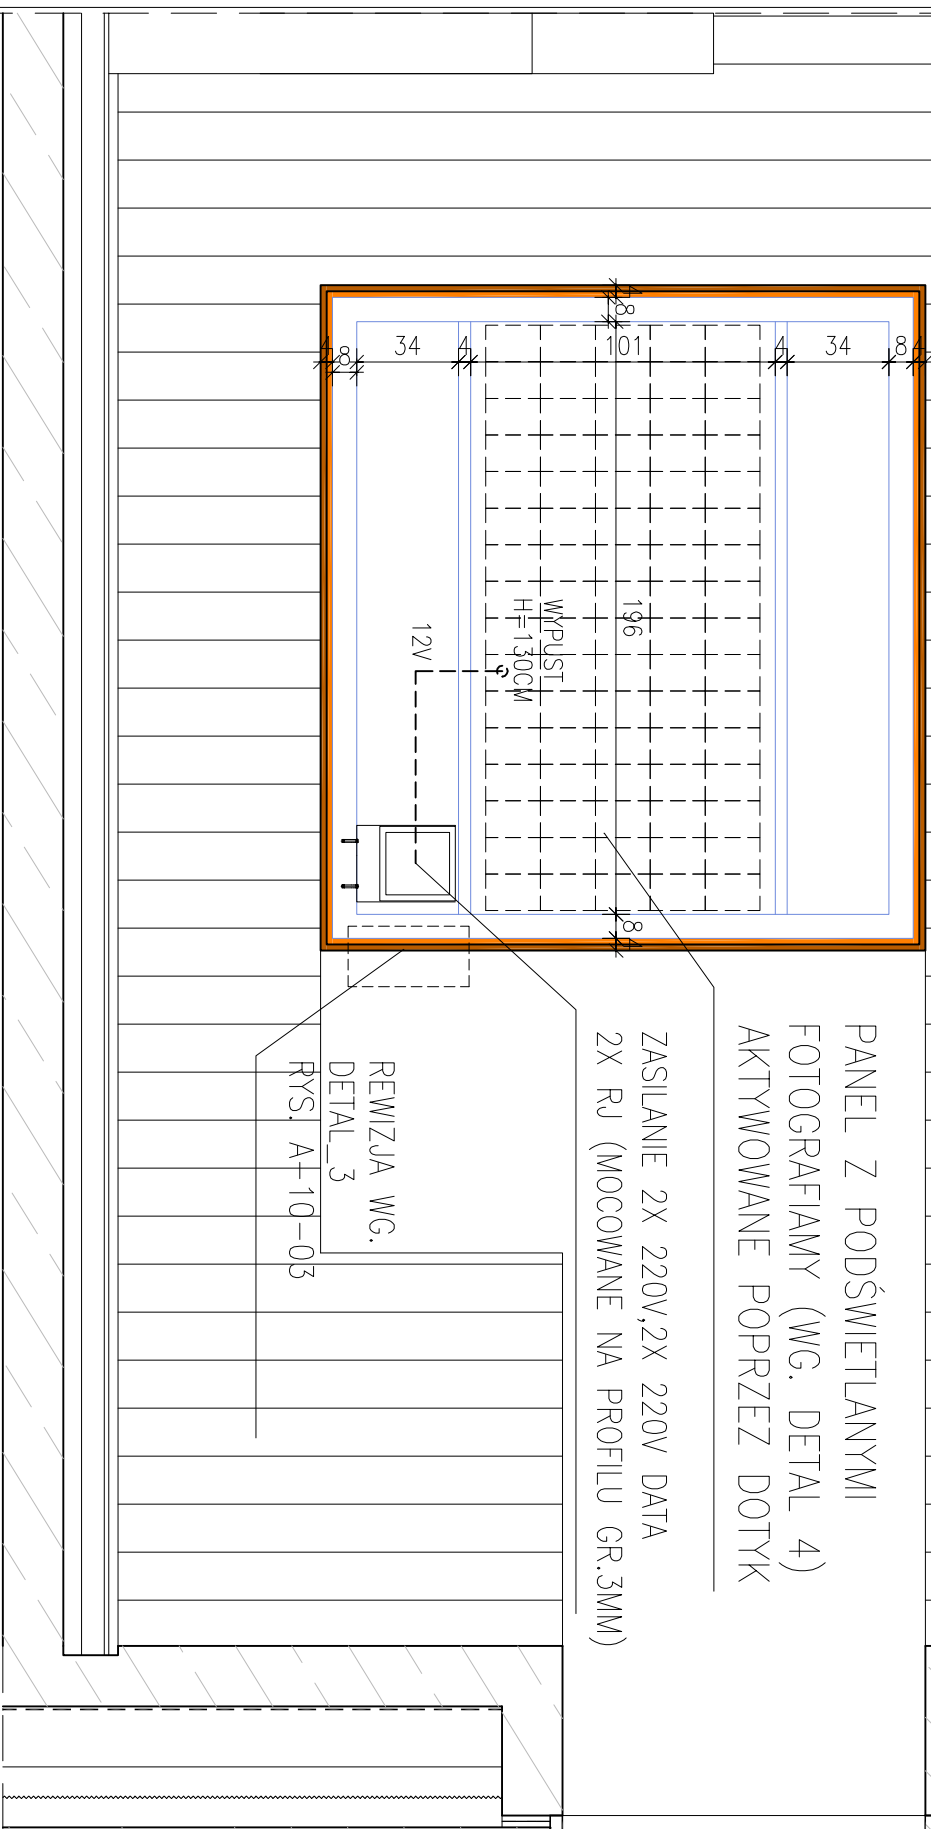 4
8
4
8
34
4
101
4
34
8
4
196
WYPUST
H=130CM
12V
8
4
PANEL Z PODŚWIETLANYMI
FOTOGRAFIAMY (WG. DETAL 4)
AKTYWOWANE POPRZEZ DOTYK
ZASILANIE 2X 220V,2X 220V DATA
2X RJ (MOCOWANE NA PROFILU GR.3MM)
REWIZJA WG.
DETAL_3
RYS. A-10-03